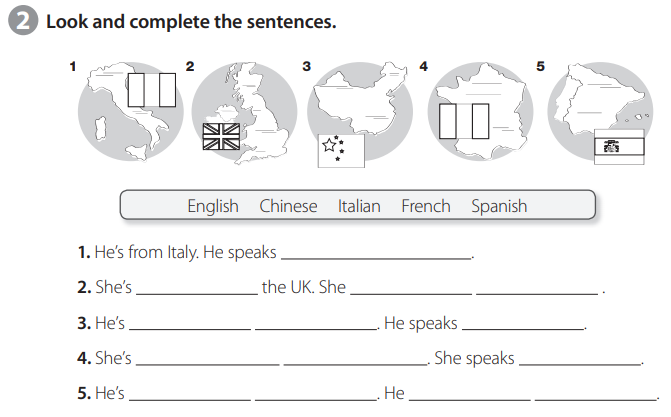 2 Look and complete the sentences.
1 2 3 4 5
English Chinese Italian French Spanish
1. He's from Italy. He speaks ____________________.
2. She's ____________ the UK. She ____________ ____________ .
3. He's ____________ ____________. He speaks ____________.
4. She's ____________ ____________. She speaks ____________.
5. He's ____________ ____________. He ____________ ____________.